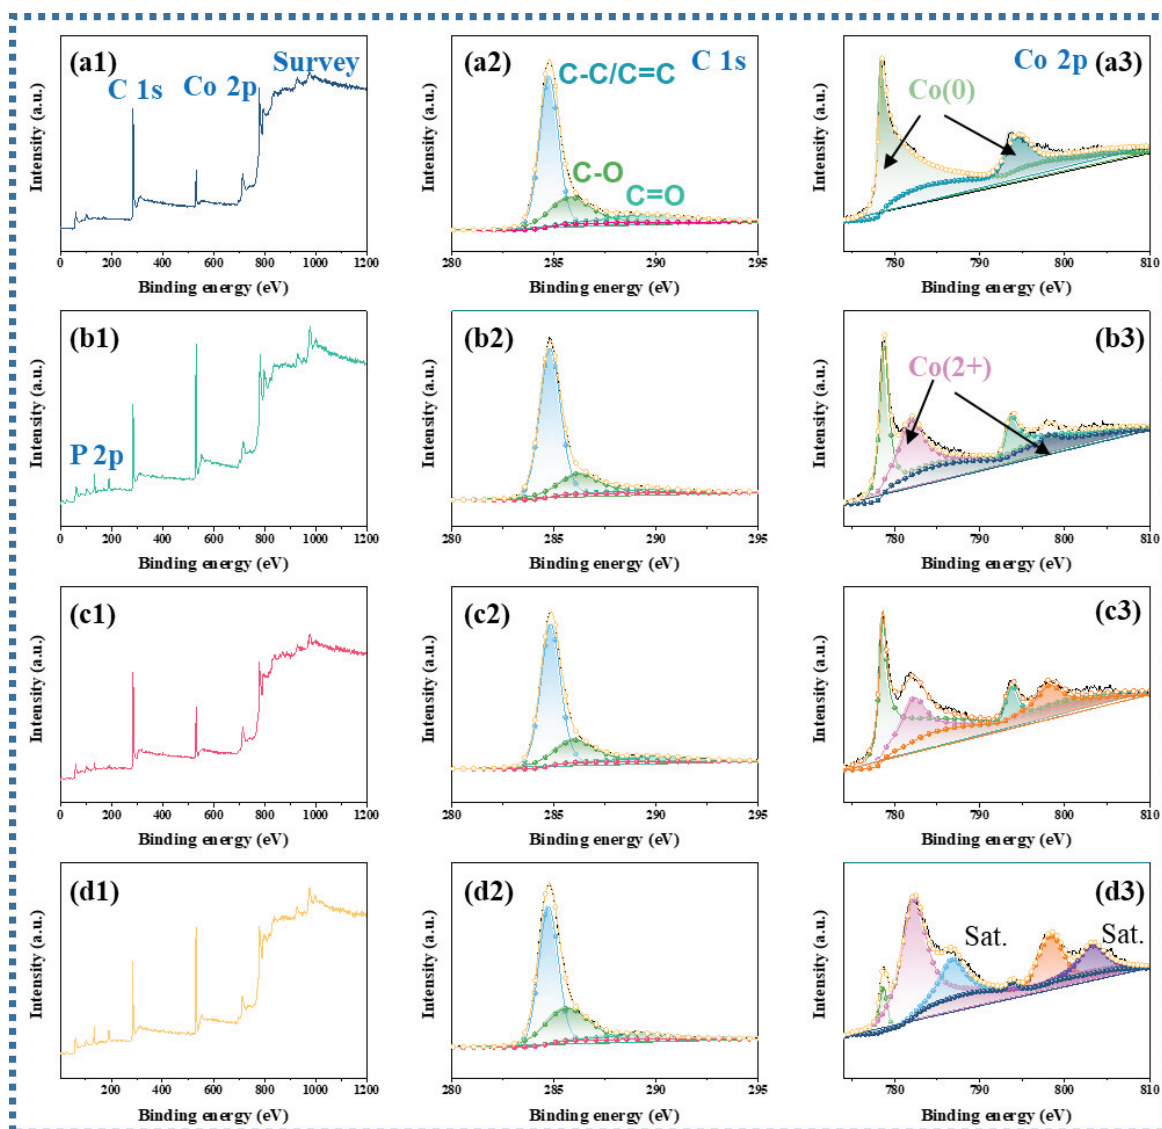 (a1)
Survey
C 1s
Co 2p
Intensity (a.u.)
0 200 400 600 800 1000 1200
Binding energy (eV)
(a2)
C 1s
C-C/C=C
C-O
C=O
Intensity (a.u.)
280 285 290 295
Binding energy (eV)
Co 2p
(a3)
Co(0)
Intensity (a.u.)
780 790 800 810
Binding energy (eV)
(b1)
P 2p
Intensity (a.u.)
0 200 400 600 800 1000 1200
Binding energy (eV)
(b2)
Intensity (a.u.)
280 285 290 295
Binding energy (eV)
(b3)
Co(2+)
Intensity (a.u.)
780 790 800 810
Binding energy (eV)
(c1)
Intensity (a.u.)
0 200 400 600 800 1000 1200
Binding energy (eV)
(c2)
Intensity (a.u.)
280 285 290 295
Binding energy (eV)
(c3)
Intensity (a.u.)
780 790 800 810
Binding energy (eV)
(d1)
Intensity (a.u.)
0 200 400 600 800 1000 1200
Binding energy (eV)
(d2)
Intensity (a.u.)
280 285 290 295
Binding energy (eV)
(d3)
Sat.
Sat.
Intensity (a.u.)
780 790 800 810
Binding energy (eV)